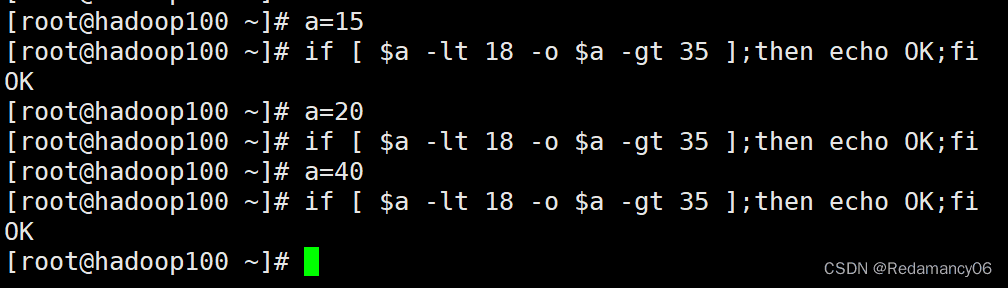 [root@hadoop100 ~]# a=15
[root@hadoop100 ~]# if [ $a -lt 18 -o $a -gt 35 ];then echo OK;fi
OK
[root@hadoop100 ~]# a=20
[root@hadoop100 ~]# if [ $a -lt 18 -o $a -gt 35 ];then echo OK;fi
[root@hadoop100 ~]# a=40
[root@hadoop100 ~]# if [ $a -lt 18 -o $a -gt 35 ];then echo OK;fi
OK
[root@hadoop100 ~]#
CSDN @Redamancy06